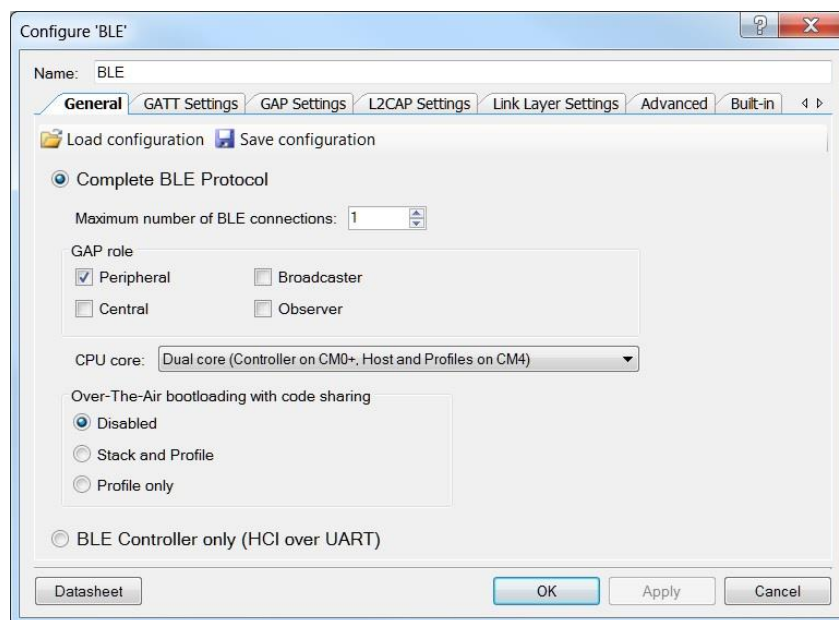 Configure 'BLE'
Name: BLE
General GATT Settings GAP Settings L2CAP Settings Link Layer Settings Advanced Built-in
Load configuration Save configuration
Complete BLE Protocol
Maximum number of BLE connections: 1
GAP role
Peripheral Broadcaster
Central Observer
CPU core: Dual core (Controller on CM0+, Host and Profiles on CM4)
Over-The-Air bootloading with code sharing
Disabled
Stack and Profile
Profile only
BLE Controller only (HCI over UART)
Datasheet OK Apply Cancel